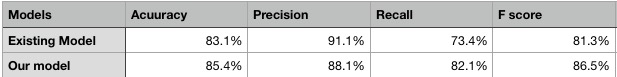 Models Acuuracy Precision Recall F score
Existing Model 83.1% 91.1% 73.4% 81.3%
Our model 85.4% 88.1% 82.1% 86.5%